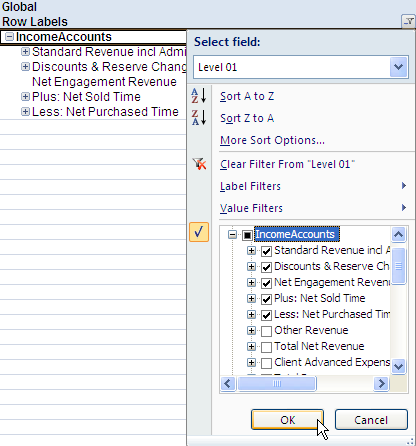 Global
Row Labels
IncomeAccounts
Standard Revenue incl Admi
Discounts & Reserve Chang
Net Engagement Revenue
Plus: Net Sold Time
Less: Net Purchased Time
Select field:
Level 01
Sort A to Z
Sort Z to A
More Sort Options...
Clear Filter From "Level 01"
Label Filters
Value Filters
IncomeAccounts
Standard Revenue incl A
Discounts & Reserve Ch
Net Engagement Revenu
Plus: Net Sold Time
Less: Net Purchased Tim
Other Revenue
Total Net Revenue
Client Advanced Expens
OK
Cancel